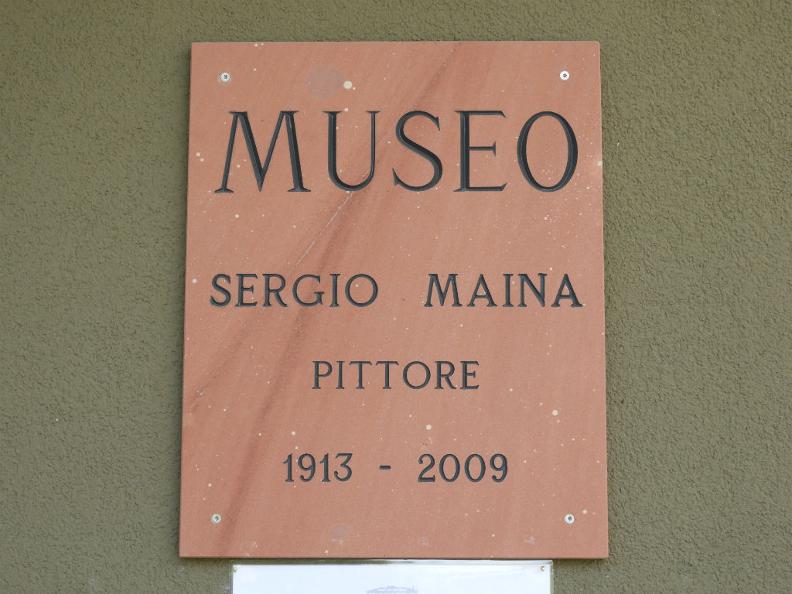 MUSEO
SERGIO MAINA
PITTORE
1913 - 2009